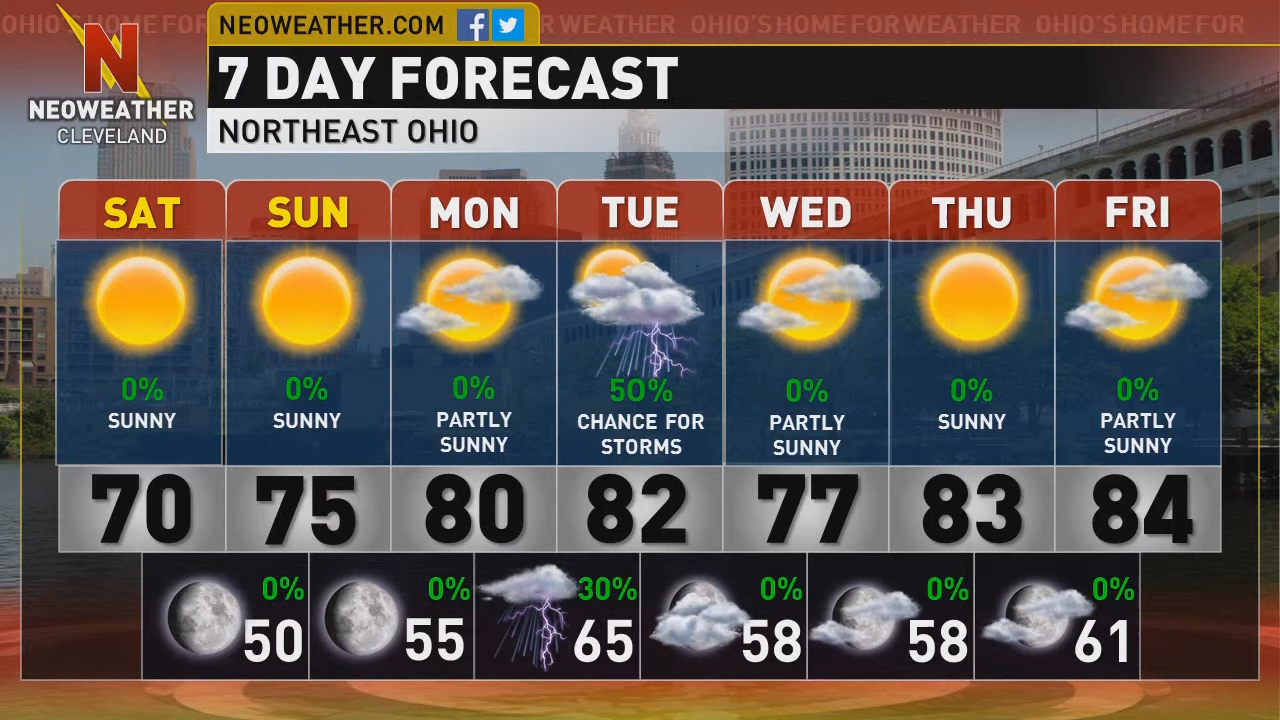 OHIO'S HOME FOR WEATHER OHIO'S HOME FOR WEATHER OHIO'S HOME FOR
NEOWEATHER.COM
N
NEOWEATHER
CLEVELAND
7 DAY FORECAST
NORTHEAST OHIO
SAT SUN MON TUE WED THU FRI
0% 0% 0% 50% 0% 0% 0%
SUNNY SUNNY PARTLY CHANCE FOR PARTLY SUNNY PARTLY
SUNNY STORMS SUNNY SUNNY
70 75 80 82 77 83 84
0% 0% 30% 0% 0% 0%
50 55 65 58 58 61